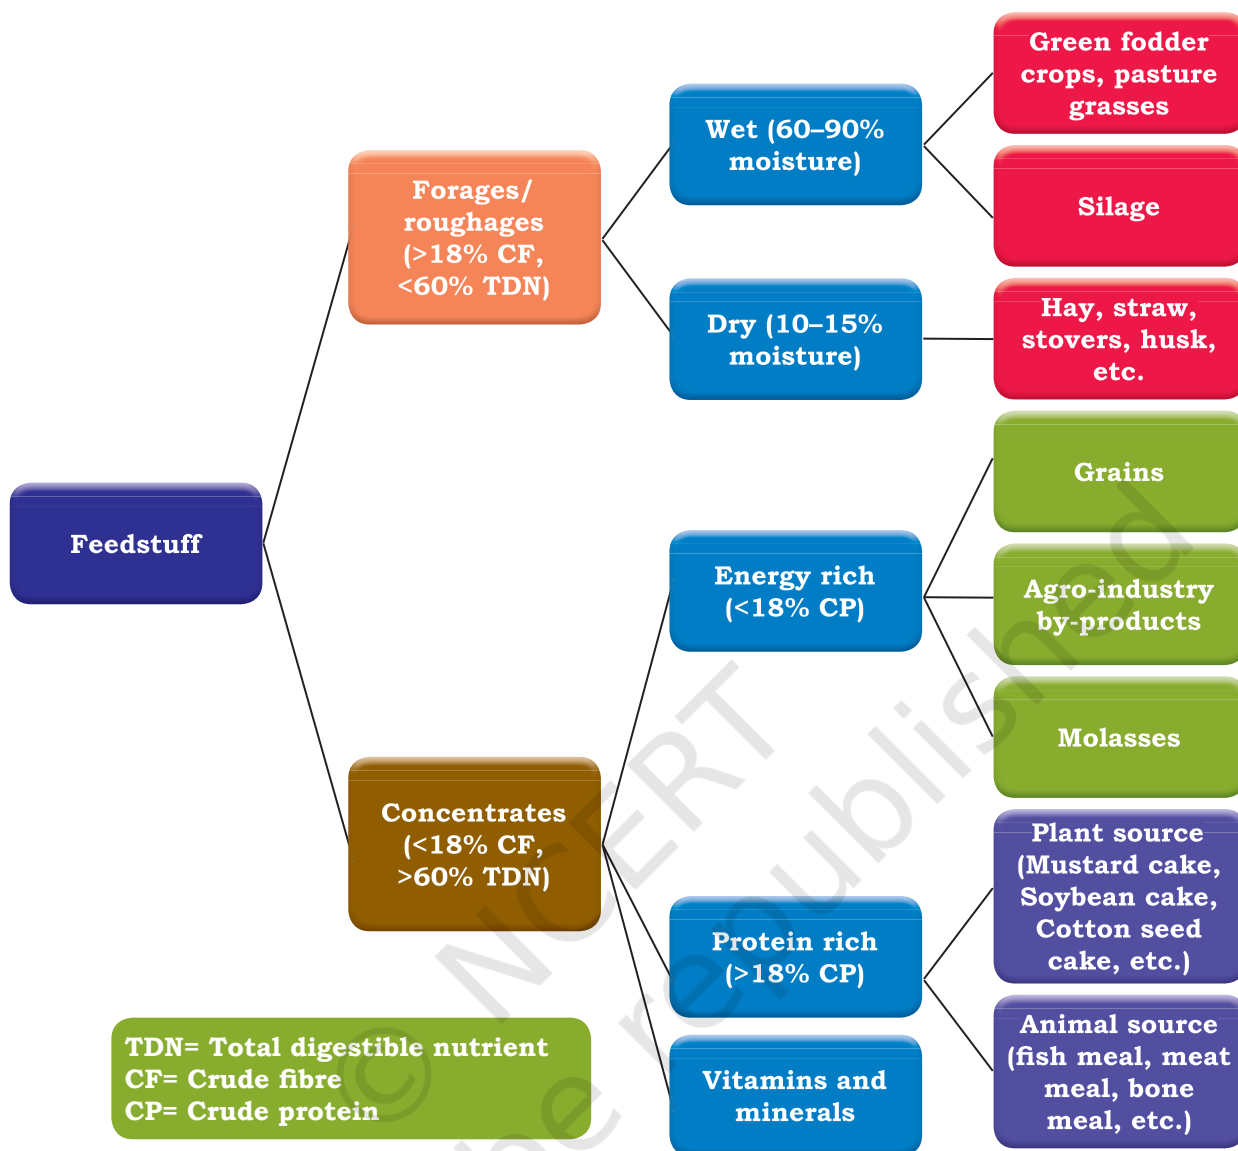 Green fodder
crops, pasture
grasses
Wet (60–90%
moisture)
Silage
Forages/
roughages
(>18% CF,
<60% TDN)
Dry (10–15%
moisture)
Hay, straw,
stovers, husk,
etc.
Grains
Feedstuff
Energy rich
(<18% CP)
Agro-industry
by-products
Molasses
Concentrates
(<18% CF,
>60% TDN)
Plant source
(Mustard cake,
Soybean cake,
Cotton seed
cake, etc.)
Protein rich
(>18% CP)
Animal source
(fish meal, meat
meal, bone
meal, etc.)
Vitamins and
minerals
TDN= Total digestible nutrient
CF= Crude fibre
CP= Crude protein
© NCERT
be republished